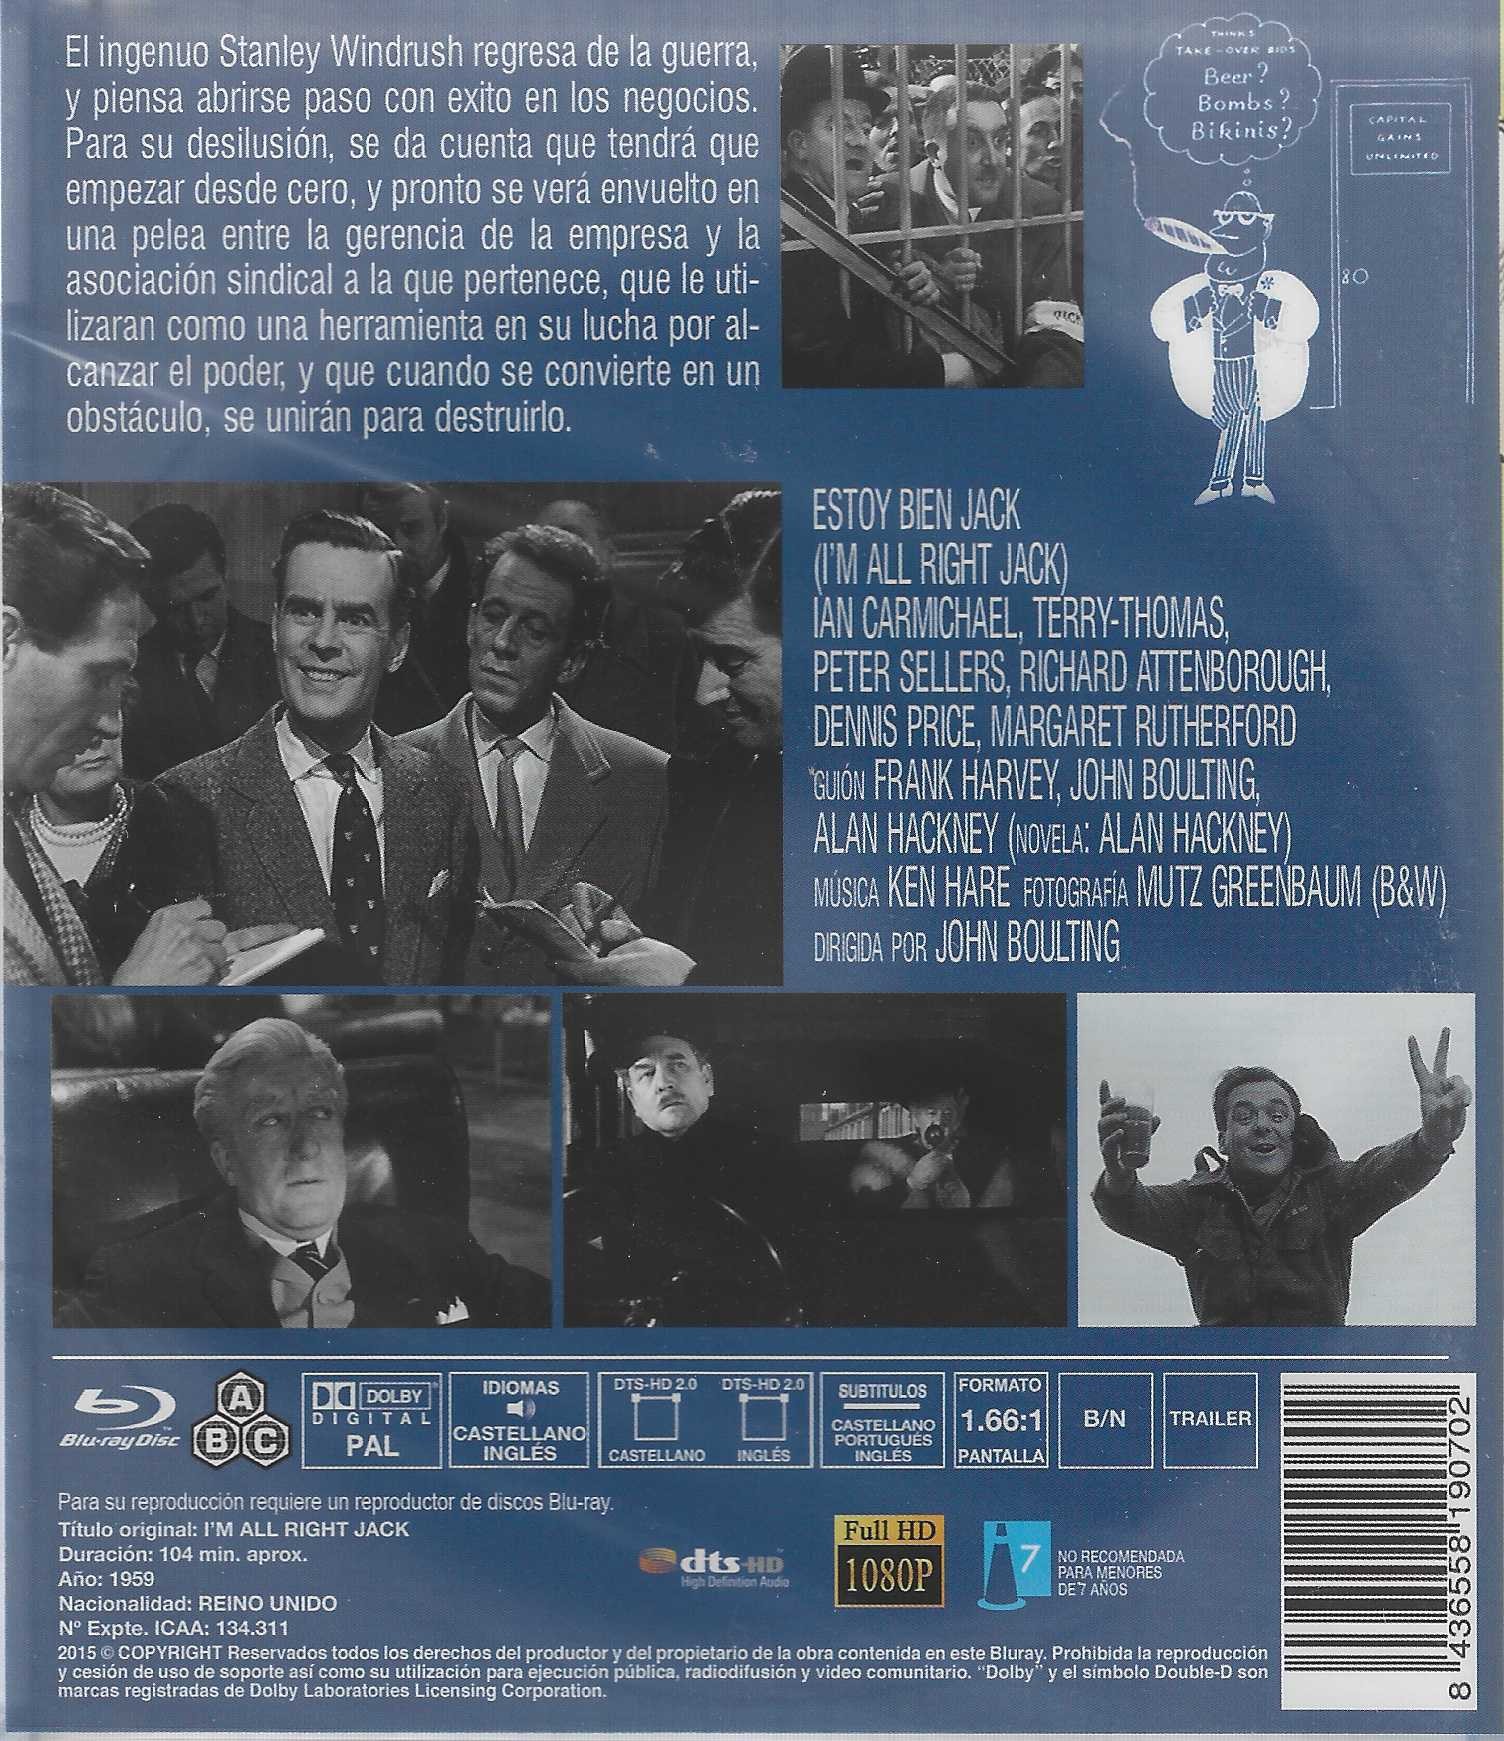 El ingenuo Stanley Windrush regresa de la guerra,
y piensa abrirse paso con exito en los negocios.
Para su desilusión, se da cuenta que tendrá que
empezar desde cero, y pronto se verá envuelto en
una pelea entre la gerencia de la empresa y la
asociación sindical a la que pertenece, que le uti-
lizaran como una herramienta en su lucha por al-
canzar el poder, y que cuando se convierte en un
obstáculo, se unirán para destruirlo.
THINKS
TAKE-OVER BIDS
Beer?
Bombs?
Bikinis?
CAPITAL
GAINS
UNLIMITED
80
ESTOY BIEN JACK
(I'M ALL RIGHT JACK)
IAN CARMICHAEL, TERRY-THOMAS,
PETER SELLERS, RICHARD ATTENBOROUGH,
DENNIS PRICE, MARGARET RUTHERFORD
GUIÓN FRANK HARVEY, JOHN BOULTING,
ALAN HACKNEY (NOVELA: ALAN HACKNEY)
MÚSICA KEN HARE FOTOGRAFÍA MUTZ GREENBAUM (B&W)
DIRIGIDA POR JOHN BOULTING
Blu-ray Disc
A
B C
DOLBY
DIGITAL
PAL
IDIOMAS
CASTELLANO
INGLÉS
DTS-HD 2.0 DTS-HD 2.0
CASTELLANO INGLÉS
SUBTITULOS
CASTELLANO
PORTUGUÉS
INGLÉS
FORMATO
1.66:1
PANTALLA
B/N
TRAILER
Para su reproducción requiere un reproductor de discos Blu-ray.
Título original: I'M ALL RIGHT JACK
Duración: 104 min. aprox.
Año: 1959
Nacionalidad: REINO UNIDO
Nº Expte. ICAA: 134.311
dts-HD
High Definition Audio
Full HD
1080P
7
NO RECOMENDADA
PARA MENORES
DE 7 AÑOS
2015 © COPYRIGHT Reservados todos los derechos del productor y del propietario de la obra contenida en este Bluray. Prohibida la reproducción
y cesión de uso de soporte así como su utilización para ejecución pública, radiodifusión y video comunitario. "Dolby" y el símbolo Double-D son
marcas registradas de Dolby Laboratories Licensing Corporation.
8 436558 190702